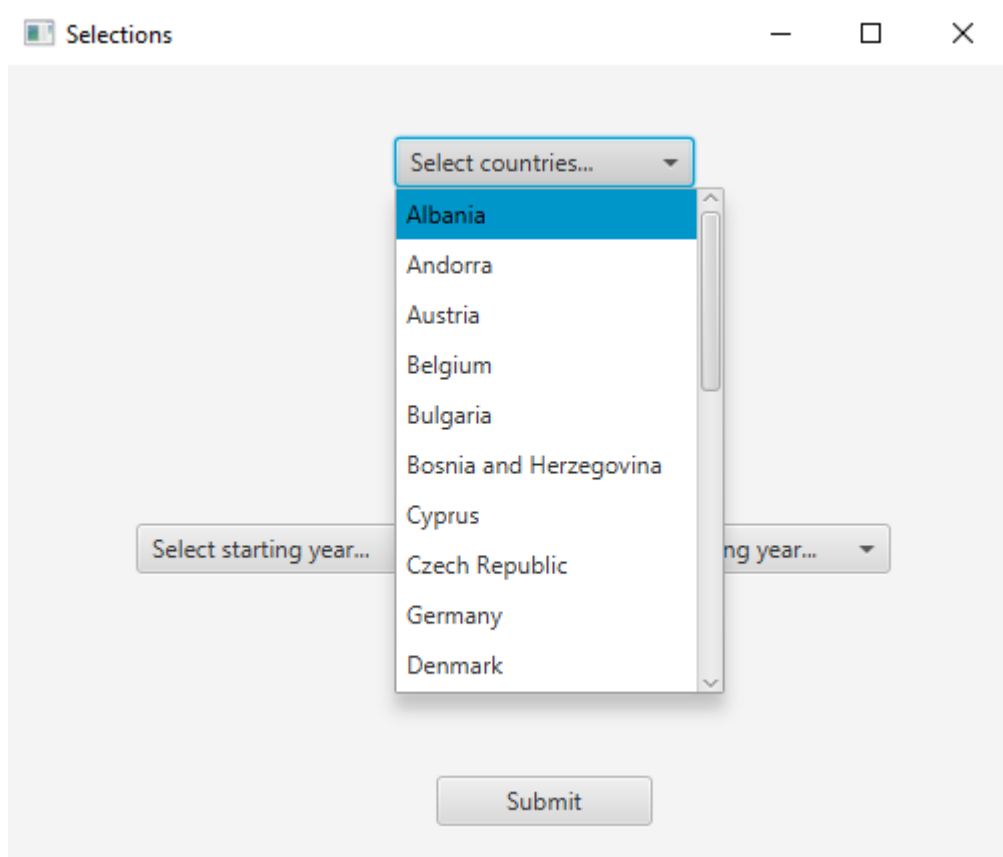 Selections
Select countries...
Albania
Andorra
Austria
Belgium
Bulgaria
Bosnia and Herzegovina
Cyprus
Select starting year... ng year...
Czech Republic
Germany
Denmark
Submit